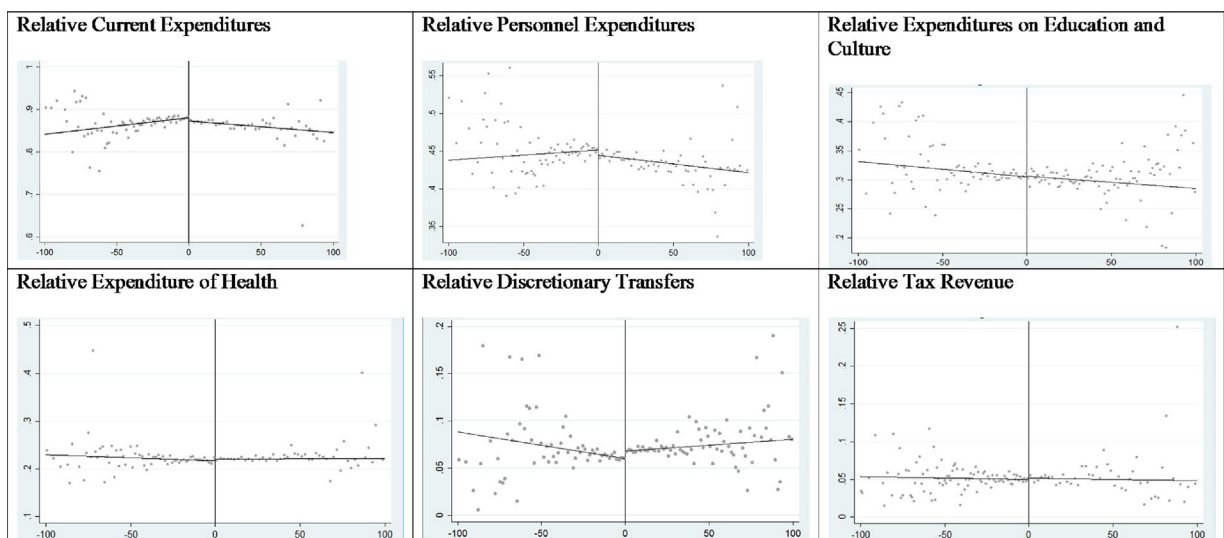 Relative Current Expenditures
1
.9
.8
.7
.6
-100 -50 0 50 100
Relative Personnel Expenditures
.55
.5
.45
.4
.35
-100 -50 0 50 100
Relative Expenditures on Education and
Culture
.45
.4
.35
.3
.25
.2
-100 -50 0 50 100
Relative Expenditure of Health
.5
.4
.3
.2
.1
-100 -50 0 50 100
Relative Discretionary Transfers
.2
.15
.1
.05
0
-100 -50 0 50 100
Relative Tax Revenue
.25
.2
.15
.1
.05
0
-100 -50 0 50 100